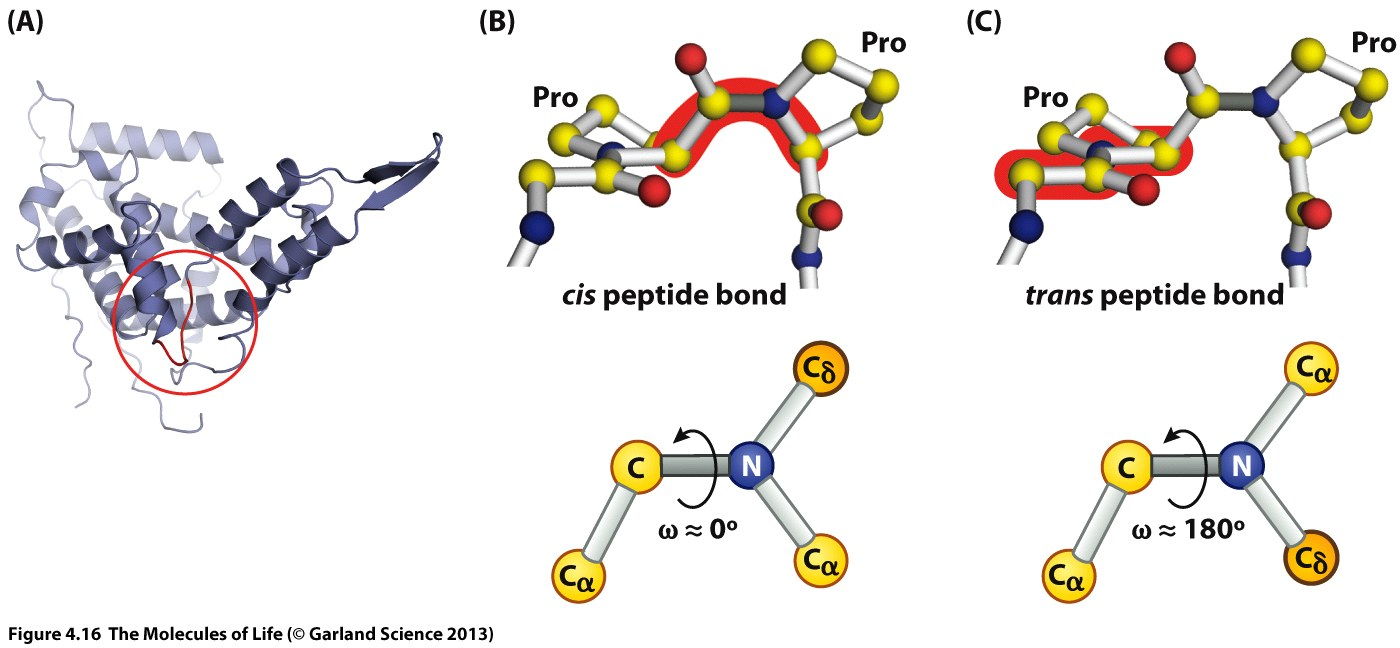 (A)
(B)
Pro
Pro
cis peptide bond
Cδ
C
N
ω ≈ 0º
Cα
Cα
(C)
Pro
Pro
trans peptide bond
Cα
C
N
ω ≈ 180º
Cα
Cδ
Figure 4.16 The Molecules of Life (© Garland Science 2013)